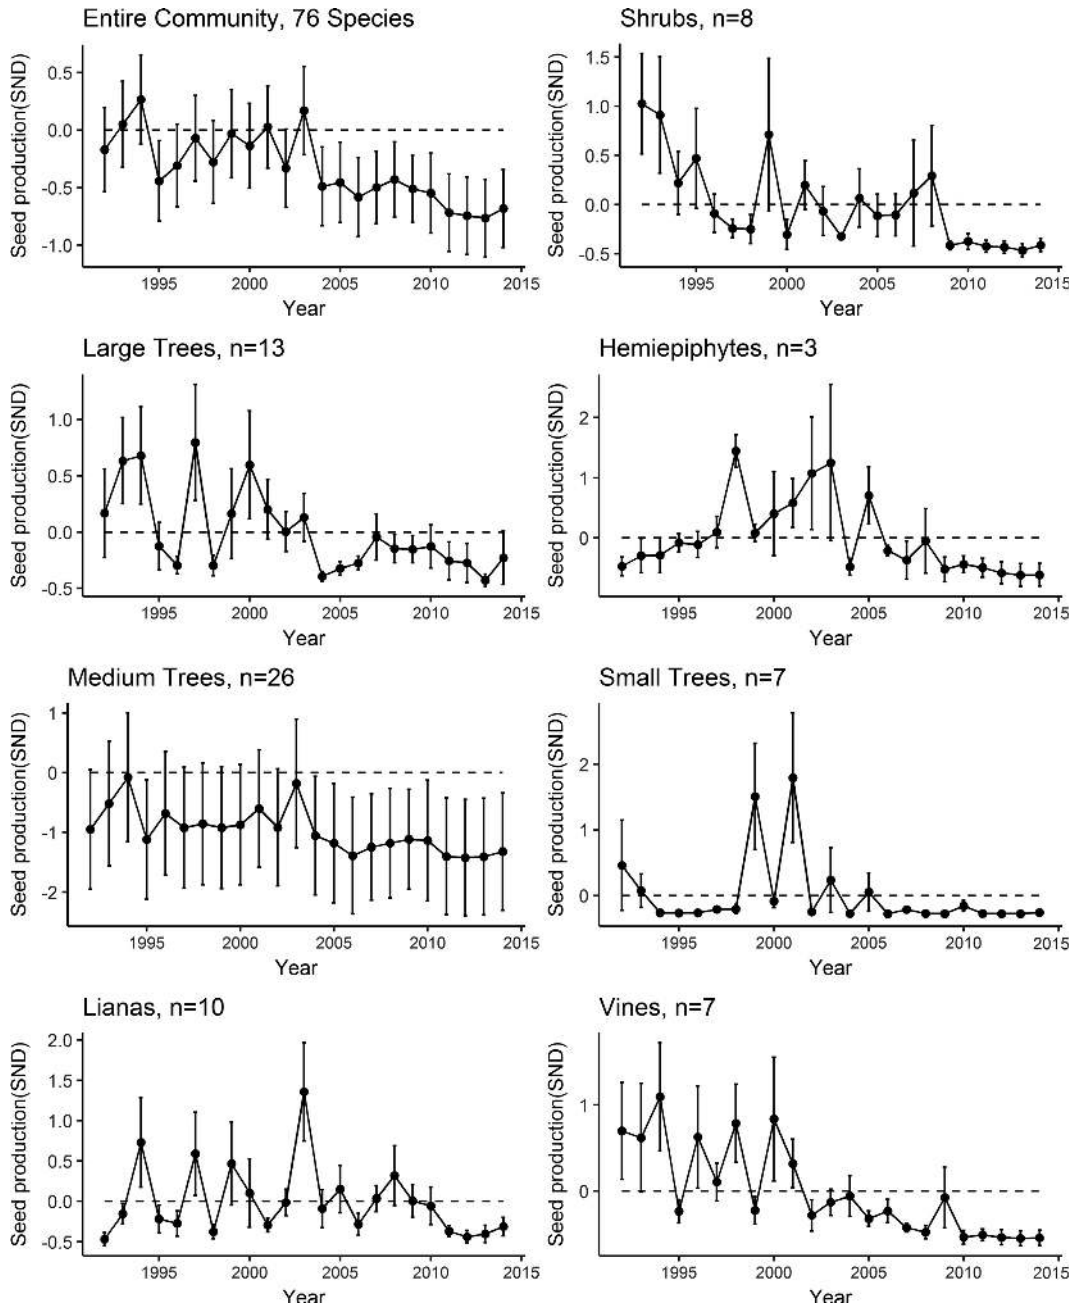 Entire Community, 76 Species
Seed production(SND)
0.5
0.0
-0.5
-1.0
1995 2000 2005 2010 2015
Year
Shrubs, n=8
Seed production(SND)
1.5
1.0
0.5
0.0
-0.5
1995 2000 2005 2010 2015
Year
Large Trees, n=13
Seed production(SND)
1.0
0.5
0.0
-0.5
1995 2000 2005 2010 2015
Year
Hemiepiphytes, n=3
Seed production(SND)
2
1
0
1995 2000 2005 2010 2015
Year
Medium Trees, n=26
Seed production(SND)
1
0
-1
-2
1995 2000 2005 2010 2015
Year
Small Trees, n=7
Seed production(SND)
2
1
0
1995 2000 2005 2010 2015
Year
Lianas, n=10
Seed production(SND)
2.0
1.0
0.5
0.0
-0.5
1995 2000 2005 2010 2015
Year
Vines, n=7
Seed production(SND)
1
0
1995 2000 2005 2010 2015
Year